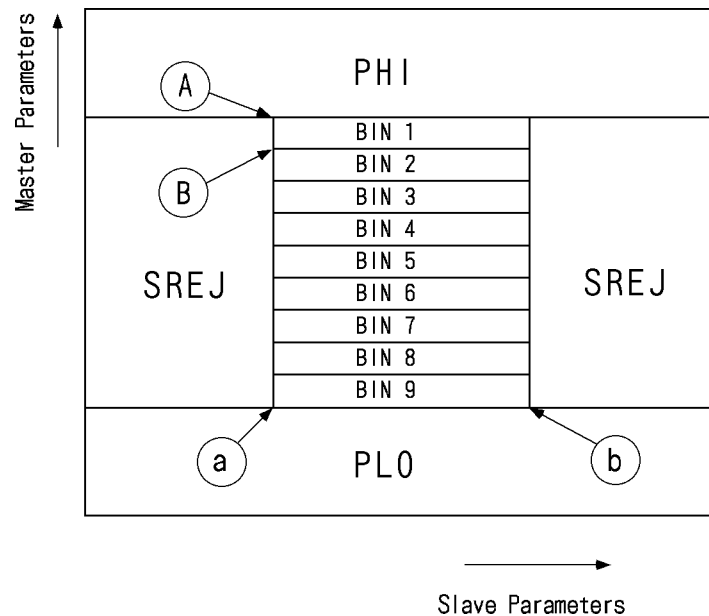 Master Parameters
PHI
A
BIN 1
B
BIN 2
BIN 3
BIN 4
SREJ
BIN 5
SREJ
BIN 6
BIN 7
BIN 8
BIN 9
a
PLO
b
Slave Parameters